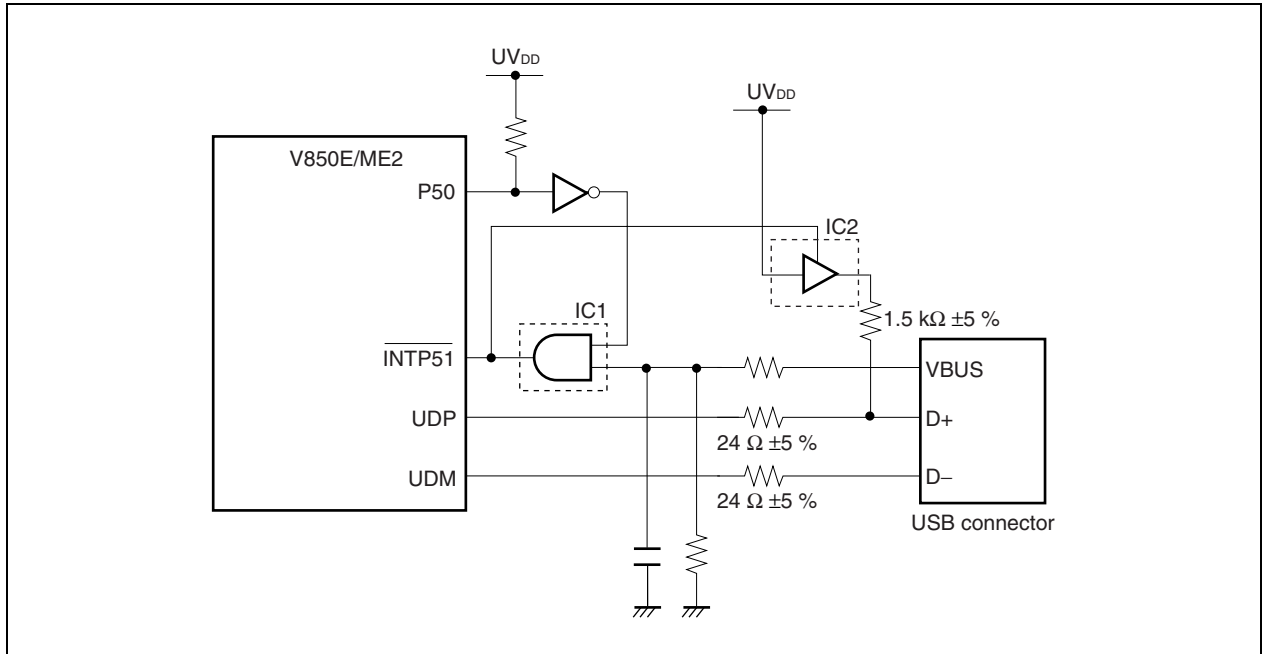 UVDD
UVDD
V850E/ME2
P50
IC2
IC1
1.5 kΩ ±5 %
INTP51
VBUS
UDP
D+
24 Ω ±5 %
UDM
D−
24 Ω ±5 %
USB connector